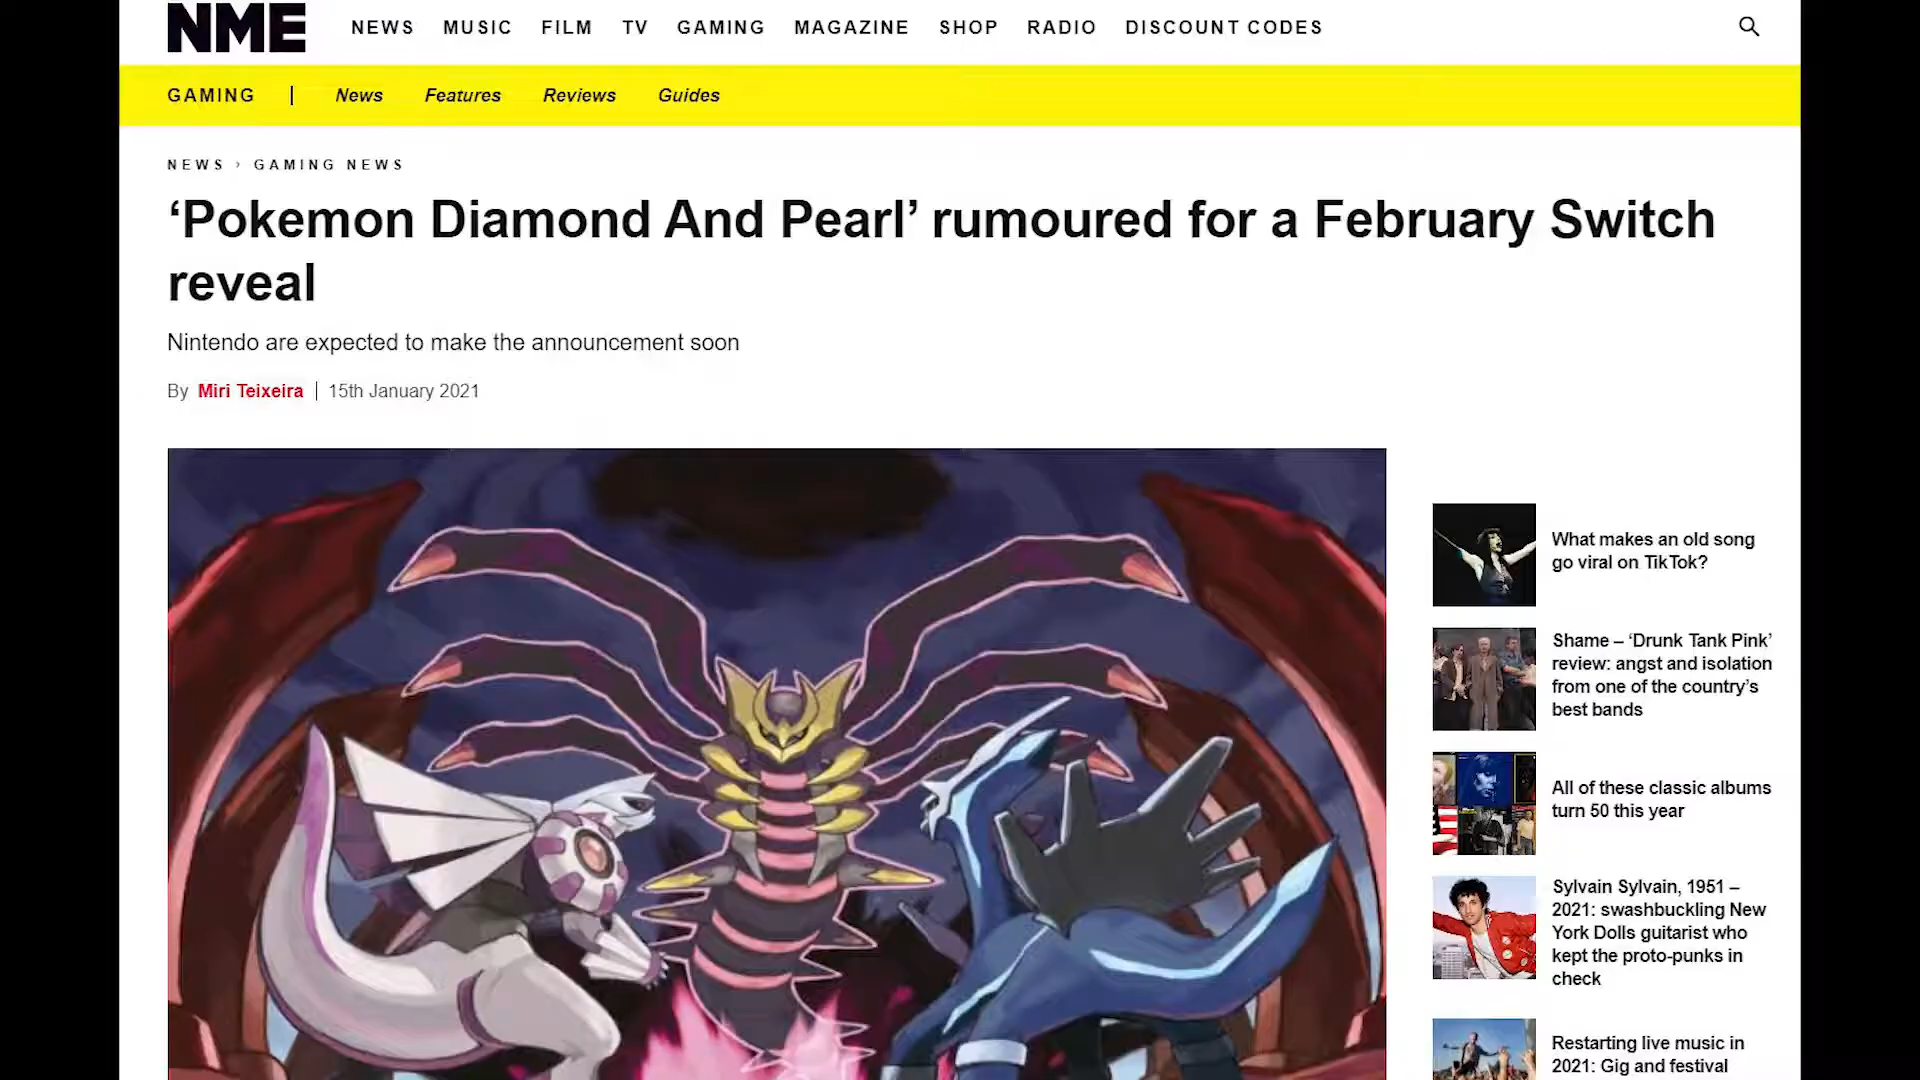 NME NEWS MUSIC FILM TV GAMING MAGAZINE SHOP RADIO DISCOUNT CODES
GAMING | News Features Reviews Guides
NEWS › GAMING NEWS
‘Pokemon Diamond And Pearl’ rumoured for a February Switch
reveal
Nintendo are expected to make the announcement soon
By Miri Teixeira | 15th January 2021
What makes an old song
go viral on TikTok?
Shame – ‘Drunk Tank Pink’
review: angst and isolation
from one of the country’s
best bands
All of these classic albums
turn 50 this year
Sylvain Sylvain, 1951 –
2021: swashbuckling New
York Dolls guitarist who
kept the proto-punks in
check
Restarting live music in
2021: Gig and festival